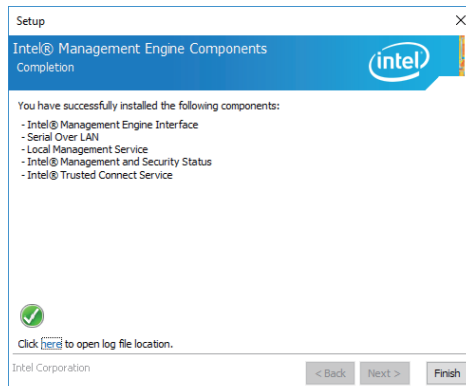 Setup
Intel® Management Engine Components
Completion
intel
You have successfully installed the following components:
- Intel® Management Engine Interface
- Serial Over LAN
- Local Management Service
- Intel® Management and Security Status
- Intel® Trusted Connect Service
Click here to open log file location.
Intel Corporation
< Back Next > Finish